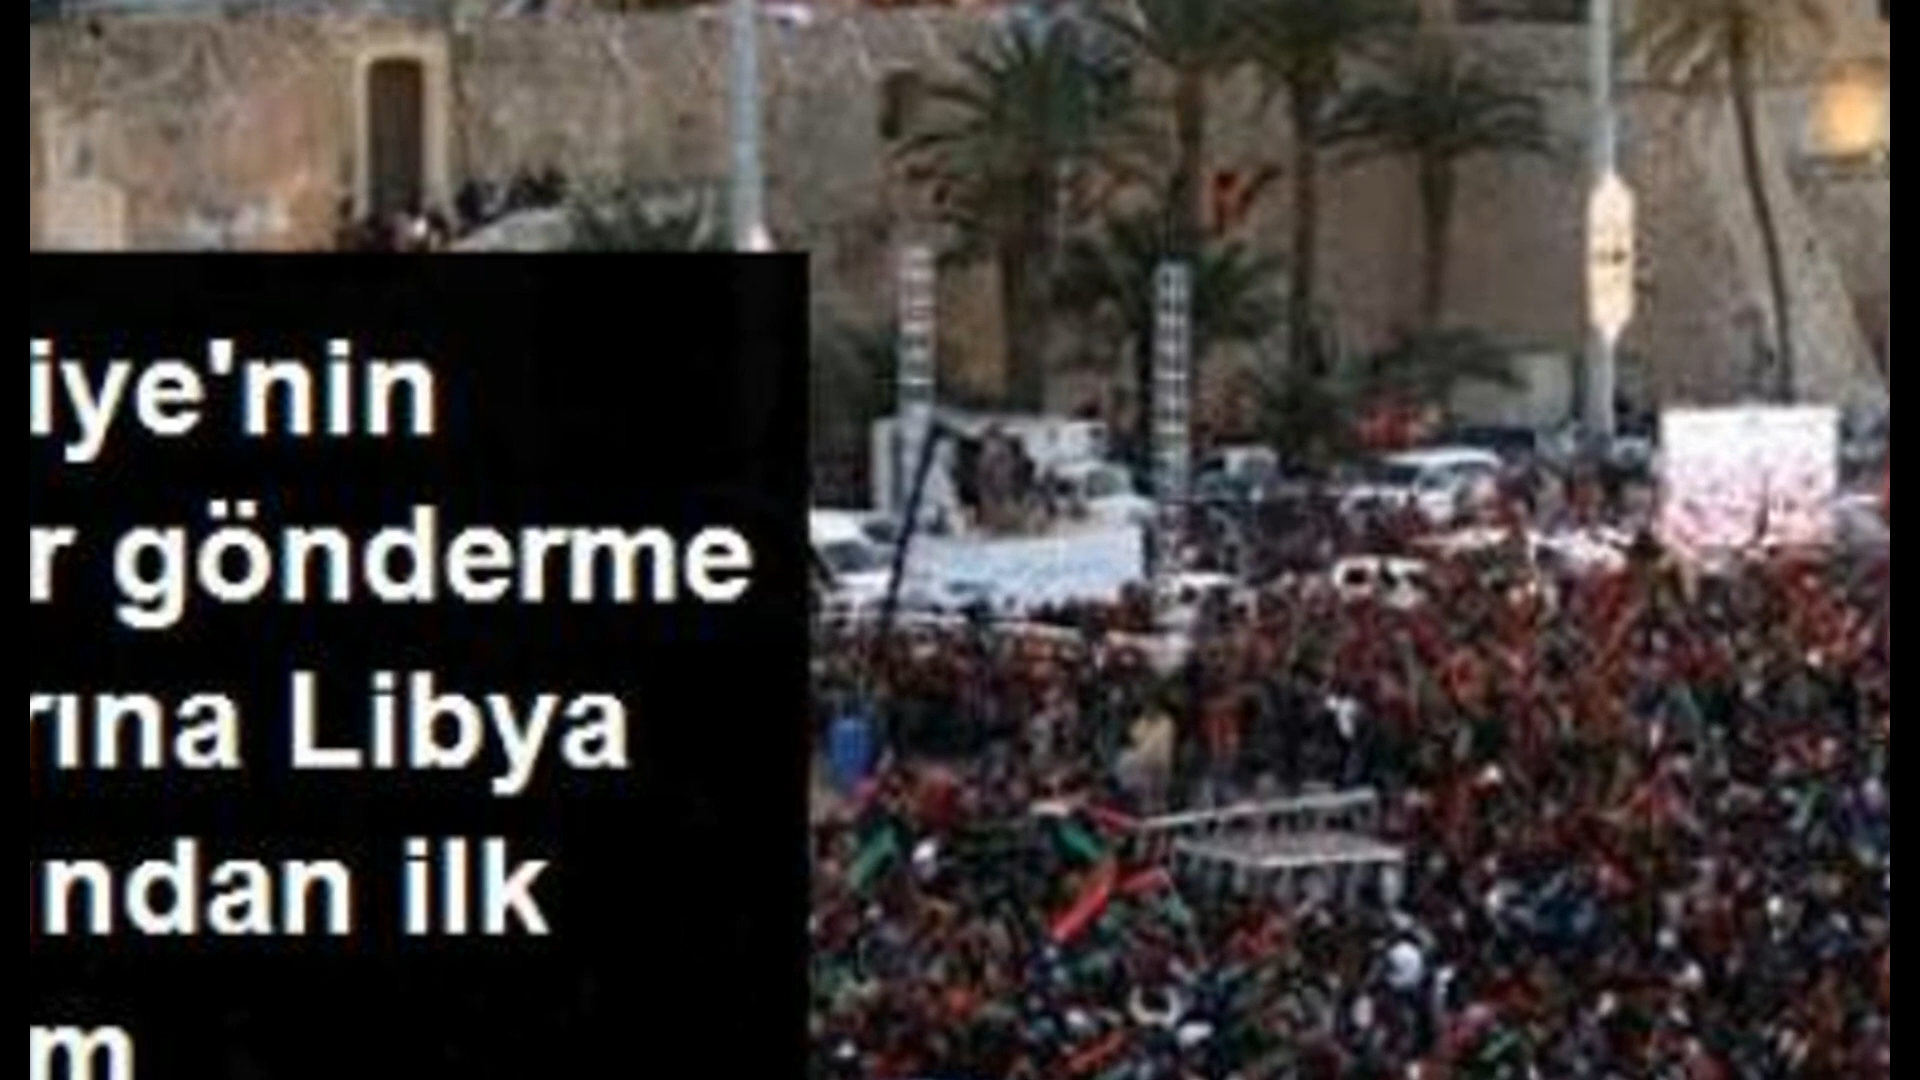 iye'nin
r gönderme
rına Libya
ndan ilk
m